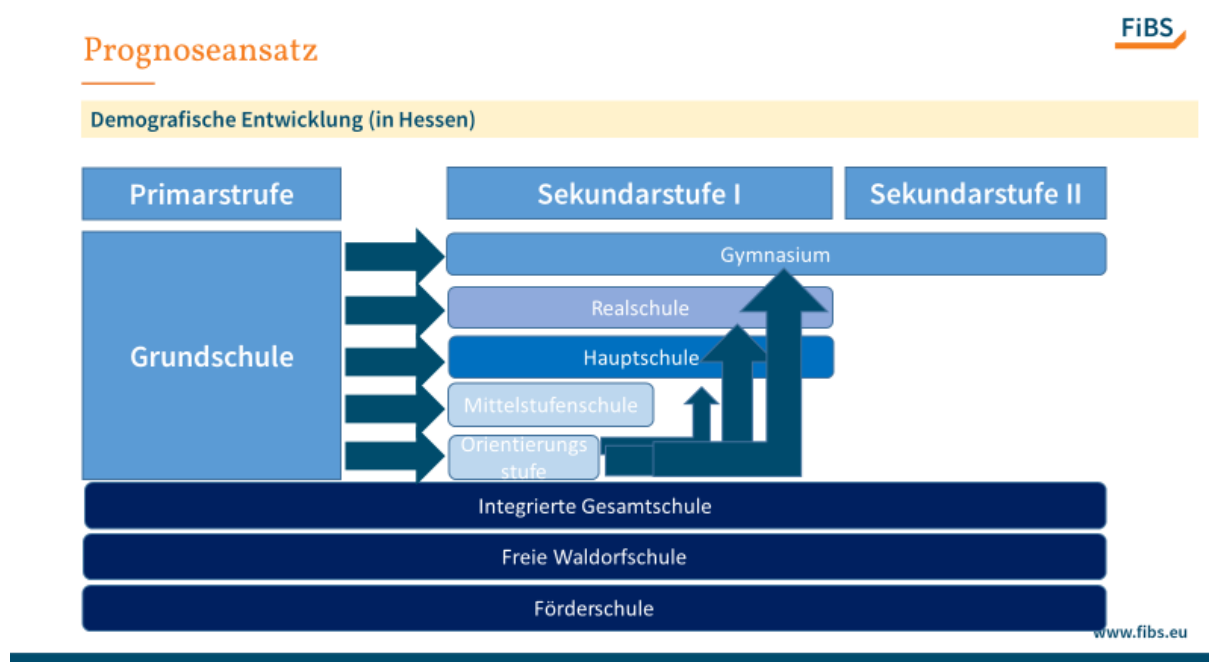 FiBS
Prognoseansatz
Demografische Entwicklung (in Hessen)
Primarstrufe
Sekundarstufe I
Sekundarstufe II
Grundschule
Gymnasium
Realschule
Hauptschule
Mittelstufenschule
Orientierungs
stufe
Integrierte Gesamtschule
Freie Waldorfschule
Förderschule
www.fibs.eu